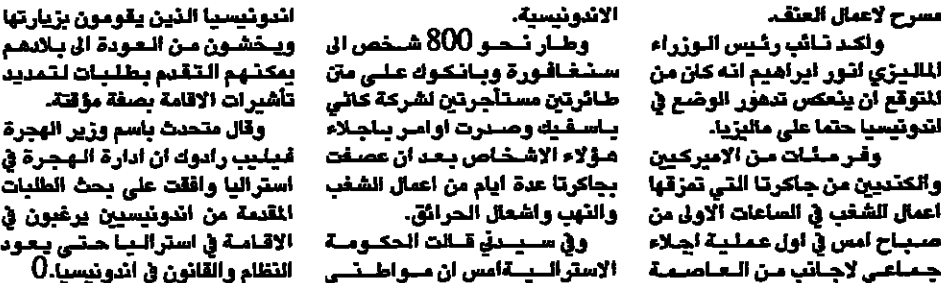 مسرح لاعمال العنف.
واكد نائب رئيس الوزراء
الماليزي انور ابراهيم انه كان من
المتوقع ان ينعكس تدهور الوضع في
اندونيسيا حتما على ماليزيا.
وفر مئات من الاميركيين
والكنديين من جاكرتا التي تمزقها
اعمال الشغب في الساعات الاولى من
صباح امس في اول عملية اجلاء
جماعي لاجانب من العاصمة
الاندونيسية.
وطار نحو 800 شخص الى
سنغافورة وبانكوك على متن
طائرتين مستأجرتين لشركة كاثي
باسفيك وصدرت اوامر باجلاء
هؤلاء الاشخاص بعد ان عصفت
بجاكرتا عدة ايام من اعمال الشغب
والنهب واشعال الحرائق.
وفي سيدني قالت الحكومة
الاسترالية امس ان مواطني
اندونيسيا الذين يقومون بزيارتها
ويخشون من العودة الى بلادهم
يمكنهم التقدم بطلبات لتمديد
تأشيرات الاقامة بصفة مؤقتة.
وقال متحدث باسم وزير الهجرة
فيليب رادوك ان ادارة الهجرة في
استراليا وافقت على بحث الطلبات
المقدمة من اندونيسيين يرغبون في
الاقامة في استراليا حتى يعود
النظام والقانون في اندونيسيا.0